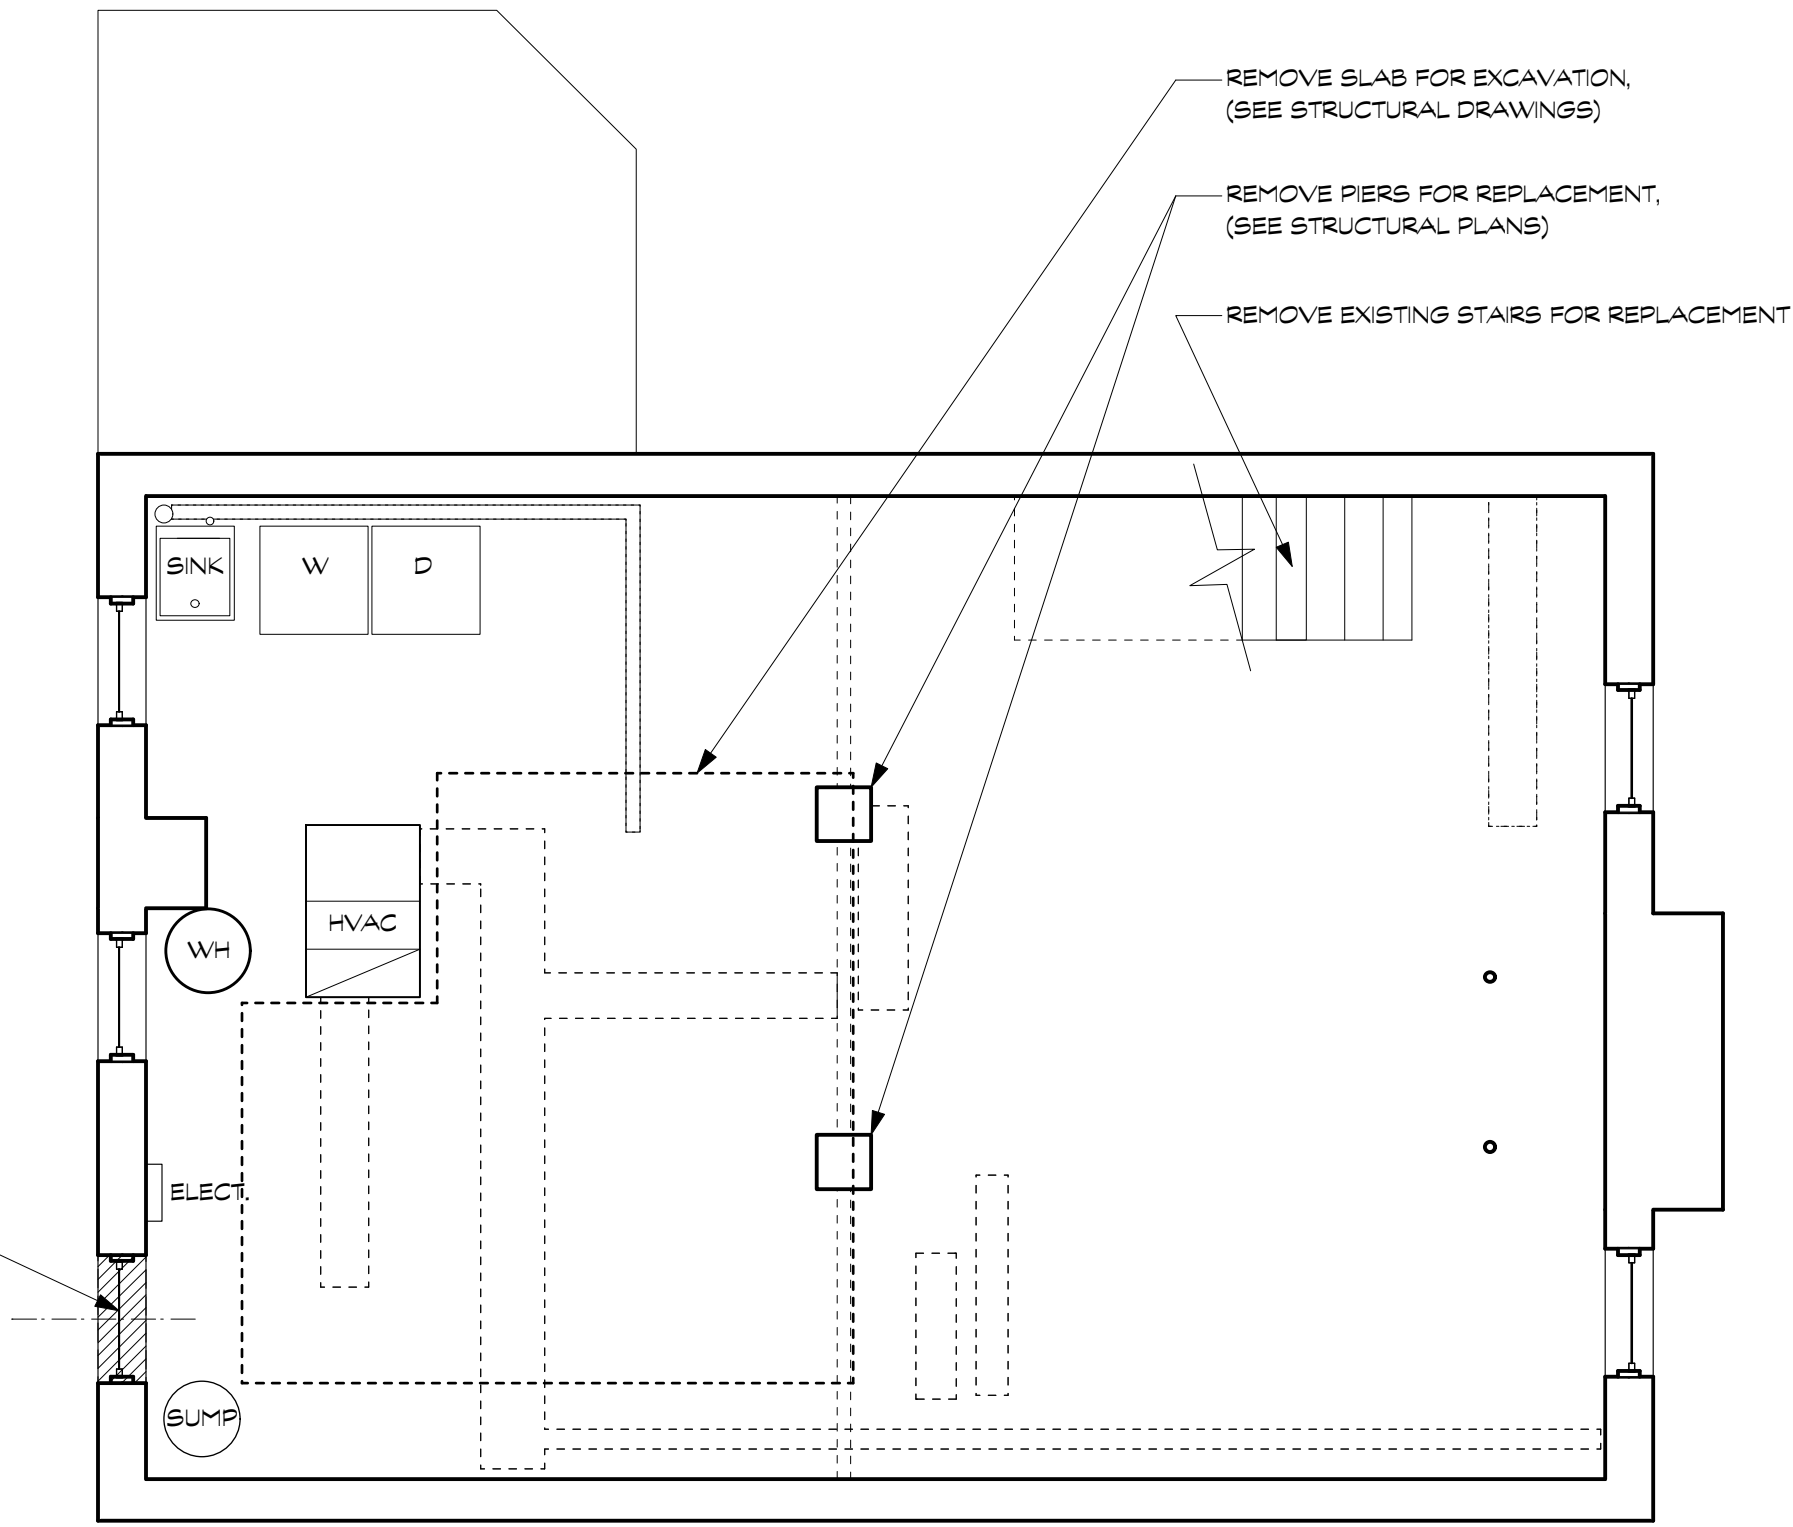 REMOVE SLAB FOR EXCAVATION,
(SEE STRUCTURAL DRAWINGS)
REMOVE PIERS FOR REPLACEMENT,
(SEE STRUCTURAL PLANS)
REMOVE EXISTING STAIRS FOR REPLACEMENT
SINK
W
D
HVAC
WH
ELECT.
SUMP